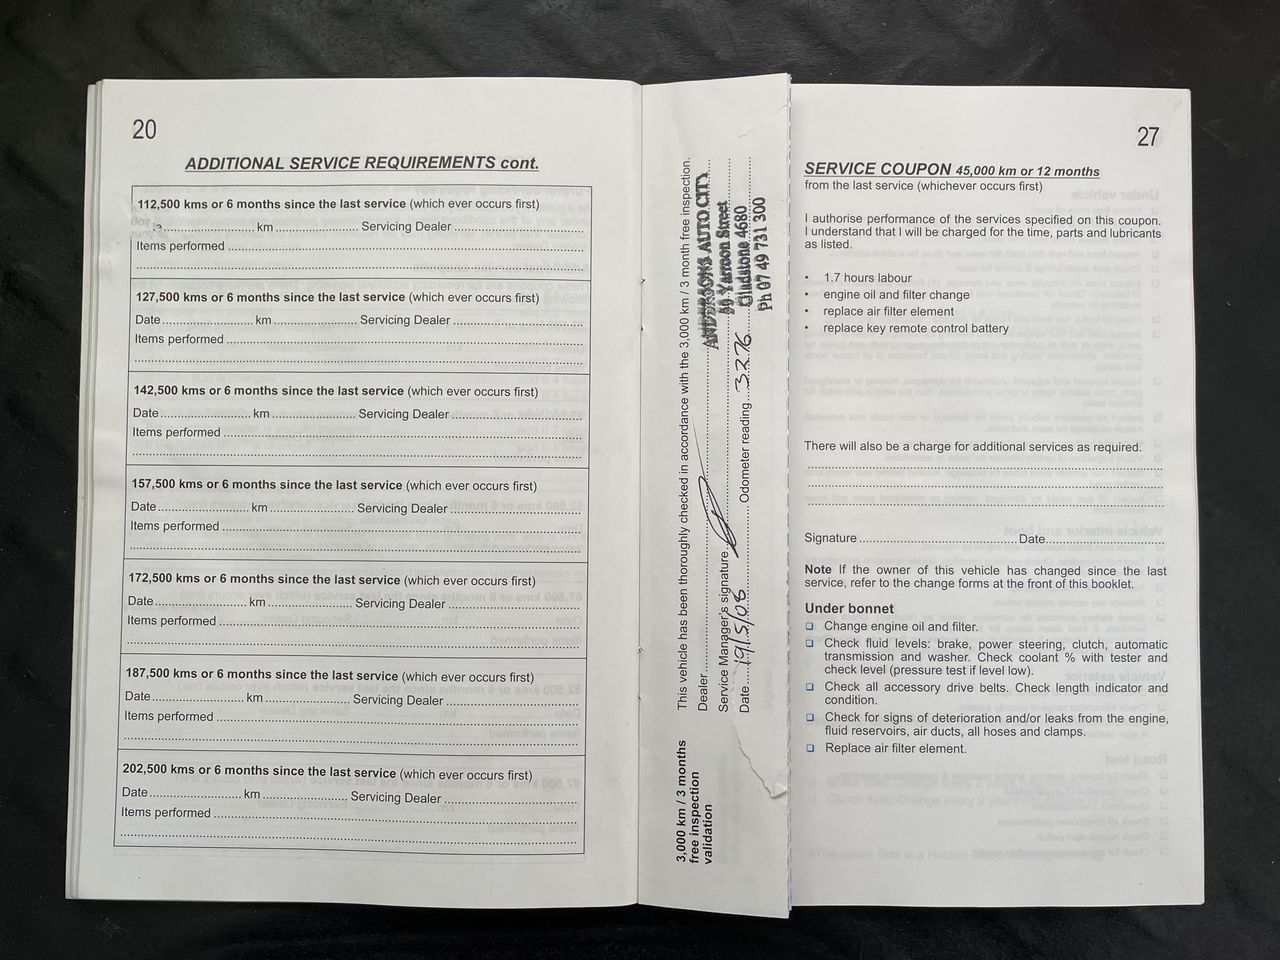 20
ADDITIONAL SERVICE REQUIREMENTS cont.
112,500 kms or 6 months since the last service (which ever occurs first)
km Servicing Dealer
Items performed
127,500 kms or 6 months since the last service (which ever occurs first)
Date km Servicing Dealer
Items performed
142,500 kms or 6 months since the last service (which ever occurs first)
Date km Servicing Dealer
Items performed
157,500 kms or 6 months since the last service (which ever occurs first)
Date km Servicing Dealer
Items performed
172,500 kms or 6 months since the last service (which ever occurs first)
Date km Servicing Dealer
Items performed
187,500 kms or 6 months since the last service (which ever occurs first)
Date km Servicing Dealer
Items performed
202,500 kms or 6 months since the last service (which ever occurs first)
Date km Servicing Dealer
Items performed
3,000 km / 3 months
free inspection
validation
This vehicle has been thoroughly checked in accordance with the 3,000 km / 3 month free inspection.
Dealer ANDERSONS AUTO CITY
Service Manager's signature Yarroon Street
Gladstone 4680
Date 19/5/08 Odometer reading 3276
Ph 07 49 731 300
27
SERVICE COUPON 45,000 km or 12 months
from the last service (whichever occurs first)
I authorise performance of the services specified on this coupon.
I understand that I will be charged for the time, parts and lubricants
as listed.
• 1.7 hours labour
• engine oil and filter change
• replace air filter element
• replace key remote control battery
There will also be a charge for additional services as required.
Signature Date
Note If the owner of this vehicle has changed since the last
service, refer to the change forms at the front of this booklet.
Under bonnet
❑ Change engine oil and filter.
❑ Check fluid levels: brake, power steering, clutch, automatic
transmission and washer. Check coolant % with tester and
check level (pressure test if level low).
❑ Check all accessory drive belts. Check length indicator and
condition.
❑ Check for signs of deterioration and/or leaks from the engine,
fluid reservoirs, air ducts, all hoses and clamps.
❑ Replace air filter element.